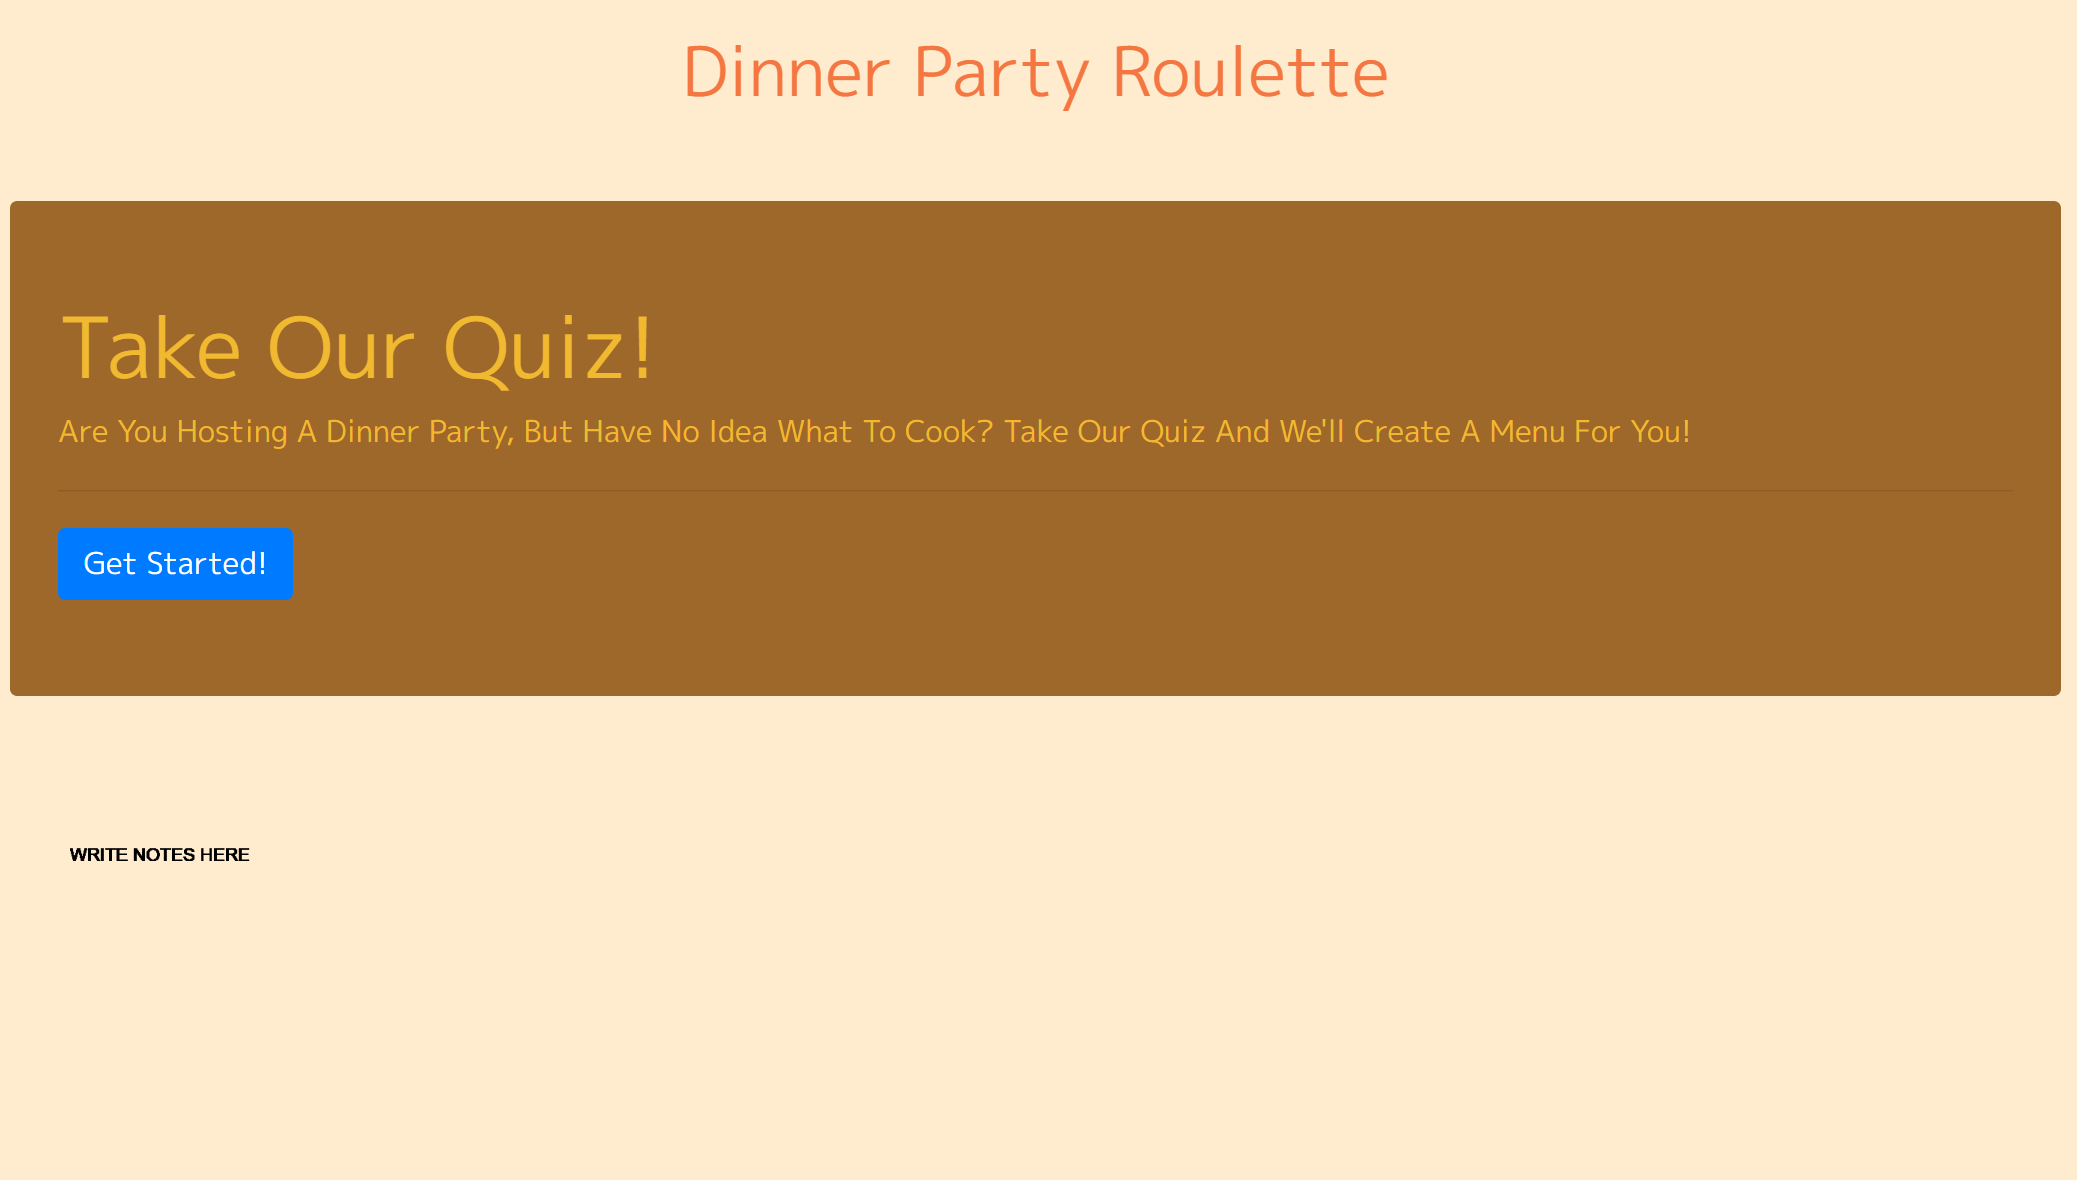 Dinner Party Roulette
Take Our Quiz!
Are You Hosting A Dinner Party, But Have No Idea What To Cook? Take Our Quiz And We'll Create A Menu For You!
Get Started!
WRITE NOTES HERE